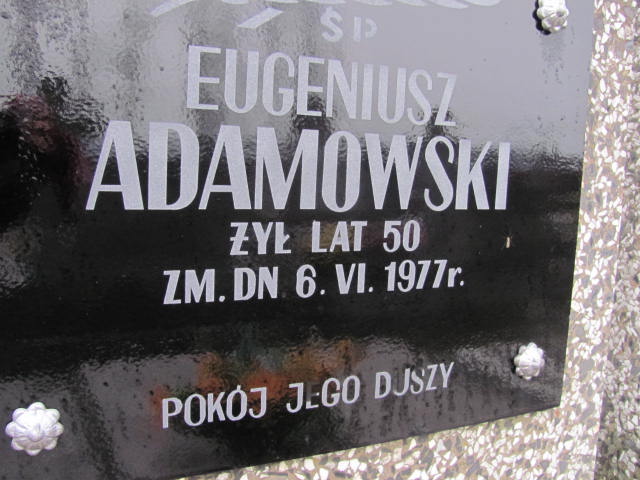 ŚP
EUGENIUSZ
ADAMOWSKI
ŻYŁ LAT 50
ZM. DN 6. VI. 1977r.
POKÓJ JEGO DUSZY